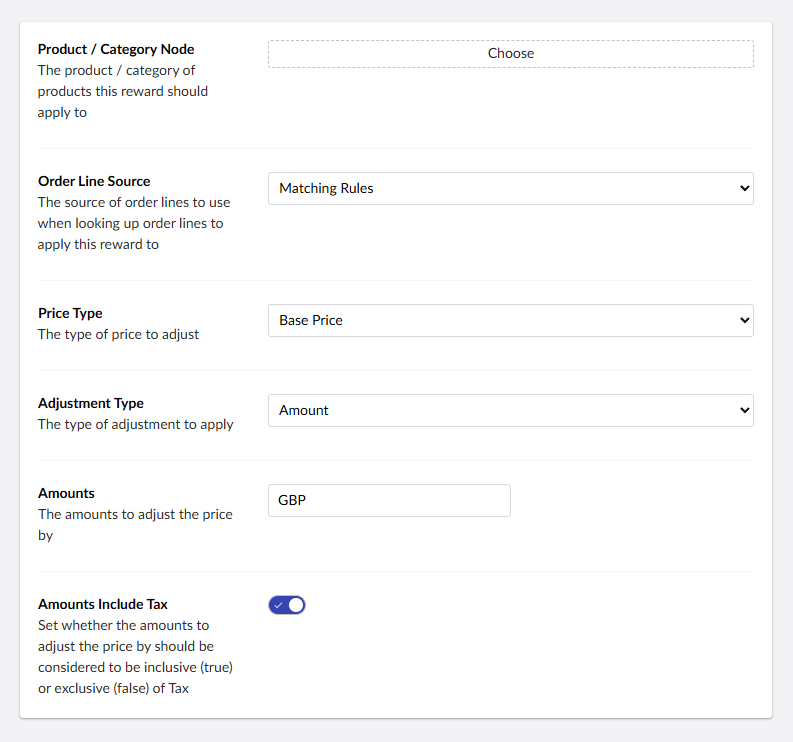 Product / Category Node
Choose
The product / category of
products this reward should
apply to
Order Line Source
Matching Rules
The source of order lines to use
when looking up order lines to
apply this reward to
Price Type
Base Price
The type of price to adjust
Adjustment Type
Amount
The type of adjustment to apply
Amounts
GBP
The amounts to adjust the price
by
Amounts Include Tax
Set whether the amounts to
adjust the price by should be
considered to be inclusive (true)
or exclusive (false) of Tax